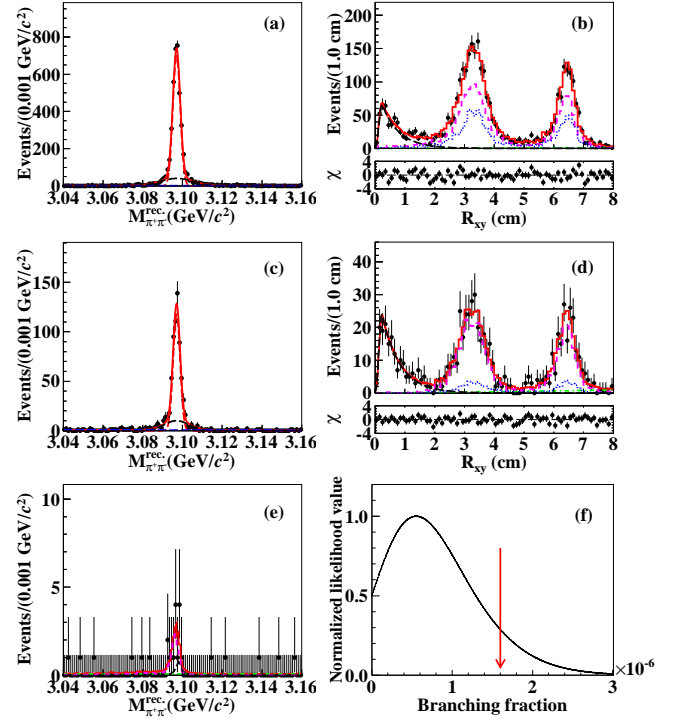 (a)
Events/(0.001 GeV/c²)
800
600
400
200
0
3.04 3.06 3.08 3.10 3.12 3.14 3.16
M^rec._π⁺π⁻(GeV/c²)
(b)
Events/(1.0 cm)
200
150
100
50
0
χ
4
0
-4
0 1 2 3 4 5 6 7 8
R_xy (cm)
(c)
Events/(0.001 GeV/c²)
150
100
50
0
3.04 3.06 3.08 3.10 3.12 3.14 3.16
M^rec._π⁺π⁻(GeV/c²)
(d)
Events/(1.0 cm)
40
30
20
10
0
χ
4
0
-4
0 1 2 3 4 5 6 7 8
R_xy (cm)
(e)
Events/(0.001 GeV/c²)
10
5
0
3.04 3.06 3.08 3.10 3.12 3.14 3.16
M^rec._π⁺π⁻(GeV/c²)
(f)
Normalized likelihood value
1.0
0.5
0.0
0 1 2 3
×10⁻⁶
Branching fraction